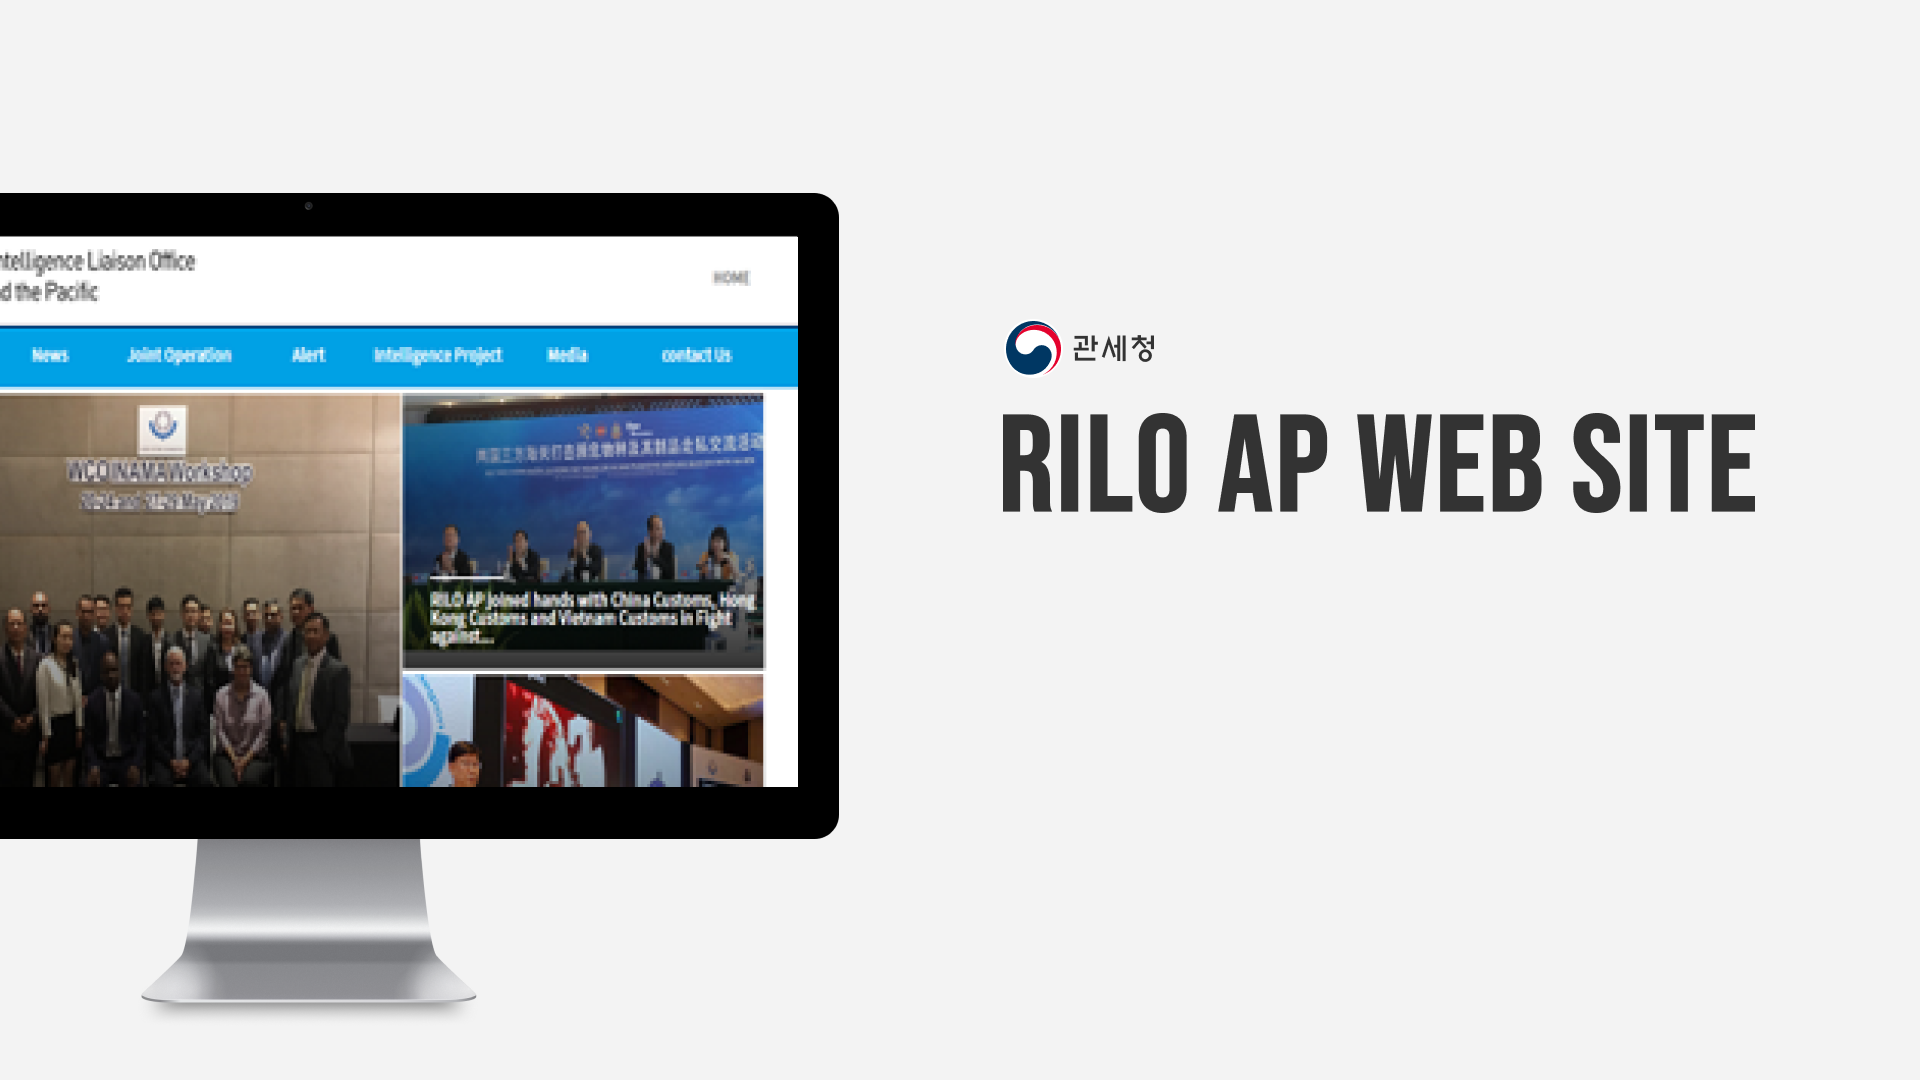 ntelligence Liaison Office
d the Pacific
HOME
News
Joint Operation
Alert
Intelligence Project
Media
contact Us
WCO INAMA Workshop
RILO AP joined hands with China Customs, Hong
Kong Customs and Vietnam Customs in Fight
against...
관세청
RILO AP WEB SITE